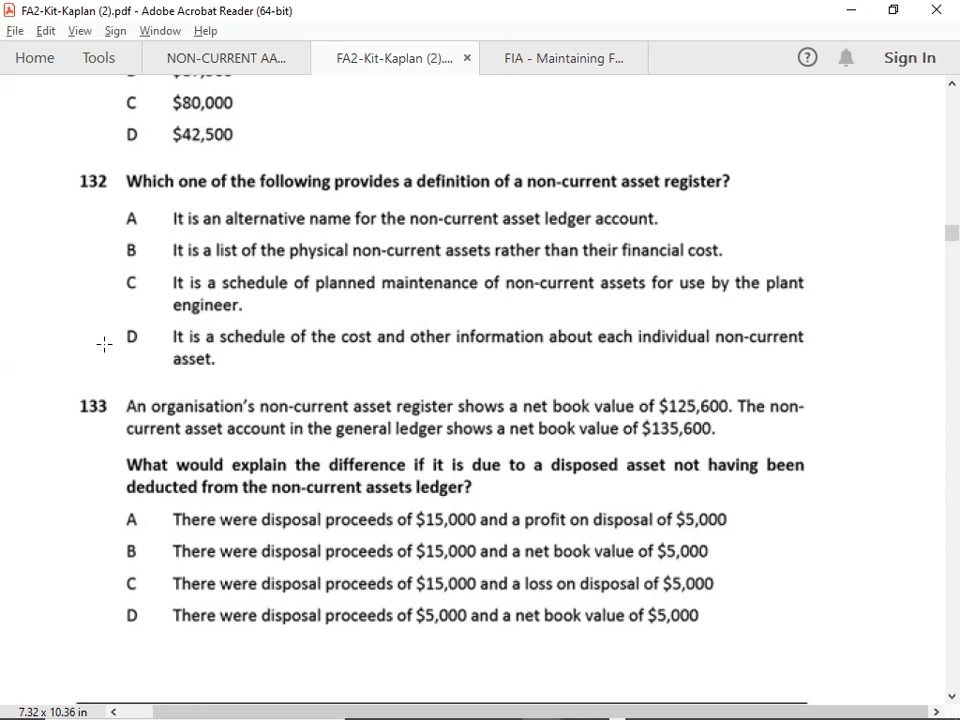 FA2-Kit-Kaplan (2).pdf - Adobe Acrobat Reader (64-bit)
File Edit View Sign Window Help
Home Tools NON-CURRENT AA... FA2-Kit-Kaplan (2).... × FIA - Maintaining F... ? Sign In
C $80,000
D $42,500
132 Which one of the following provides a definition of a non-current asset register?
A It is an alternative name for the non-current asset ledger account.
B It is a list of the physical non-current assets rather than their financial cost.
C It is a schedule of planned maintenance of non-current assets for use by the plant
engineer.
D It is a schedule of the cost and other information about each individual non-current
asset.
133 An organisation's non-current asset register shows a net book value of $125,600. The non-
current asset account in the general ledger shows a net book value of $135,600.
What would explain the difference if it is due to a disposed asset not having been
deducted from the non-current assets ledger?
A There were disposal proceeds of $15,000 and a profit on disposal of $5,000
B There were disposal proceeds of $15,000 and a net book value of $5,000
C There were disposal proceeds of $15,000 and a loss on disposal of $5,000
D There were disposal proceeds of $5,000 and a net book value of $5,000
7.32 x 10.36 in